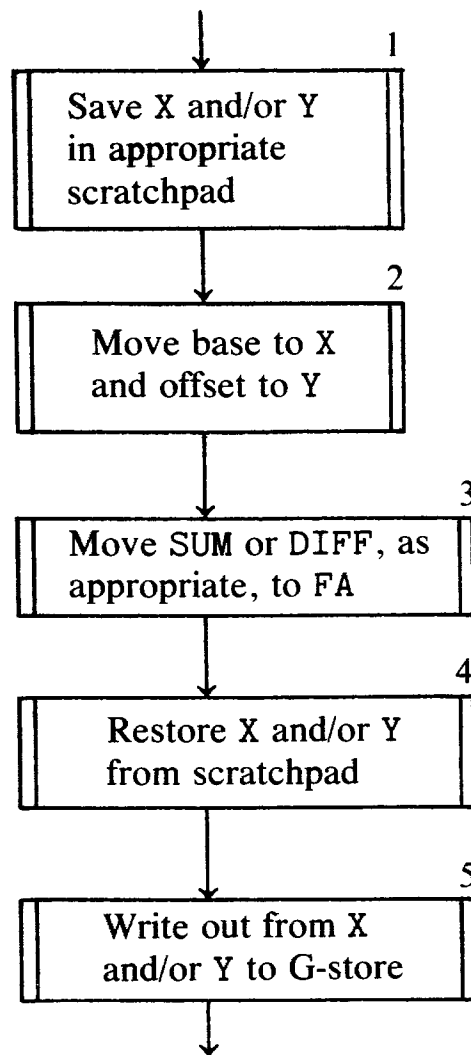 1
Save X and/or Y
in appropriate
scratchpad
2
Move base to X
and offset to Y
3
Move SUM or DIFF, as
appropriate, to FA
4
Restore X and/or Y
from scratchpad
5
Write out from X
and/or Y to G-store